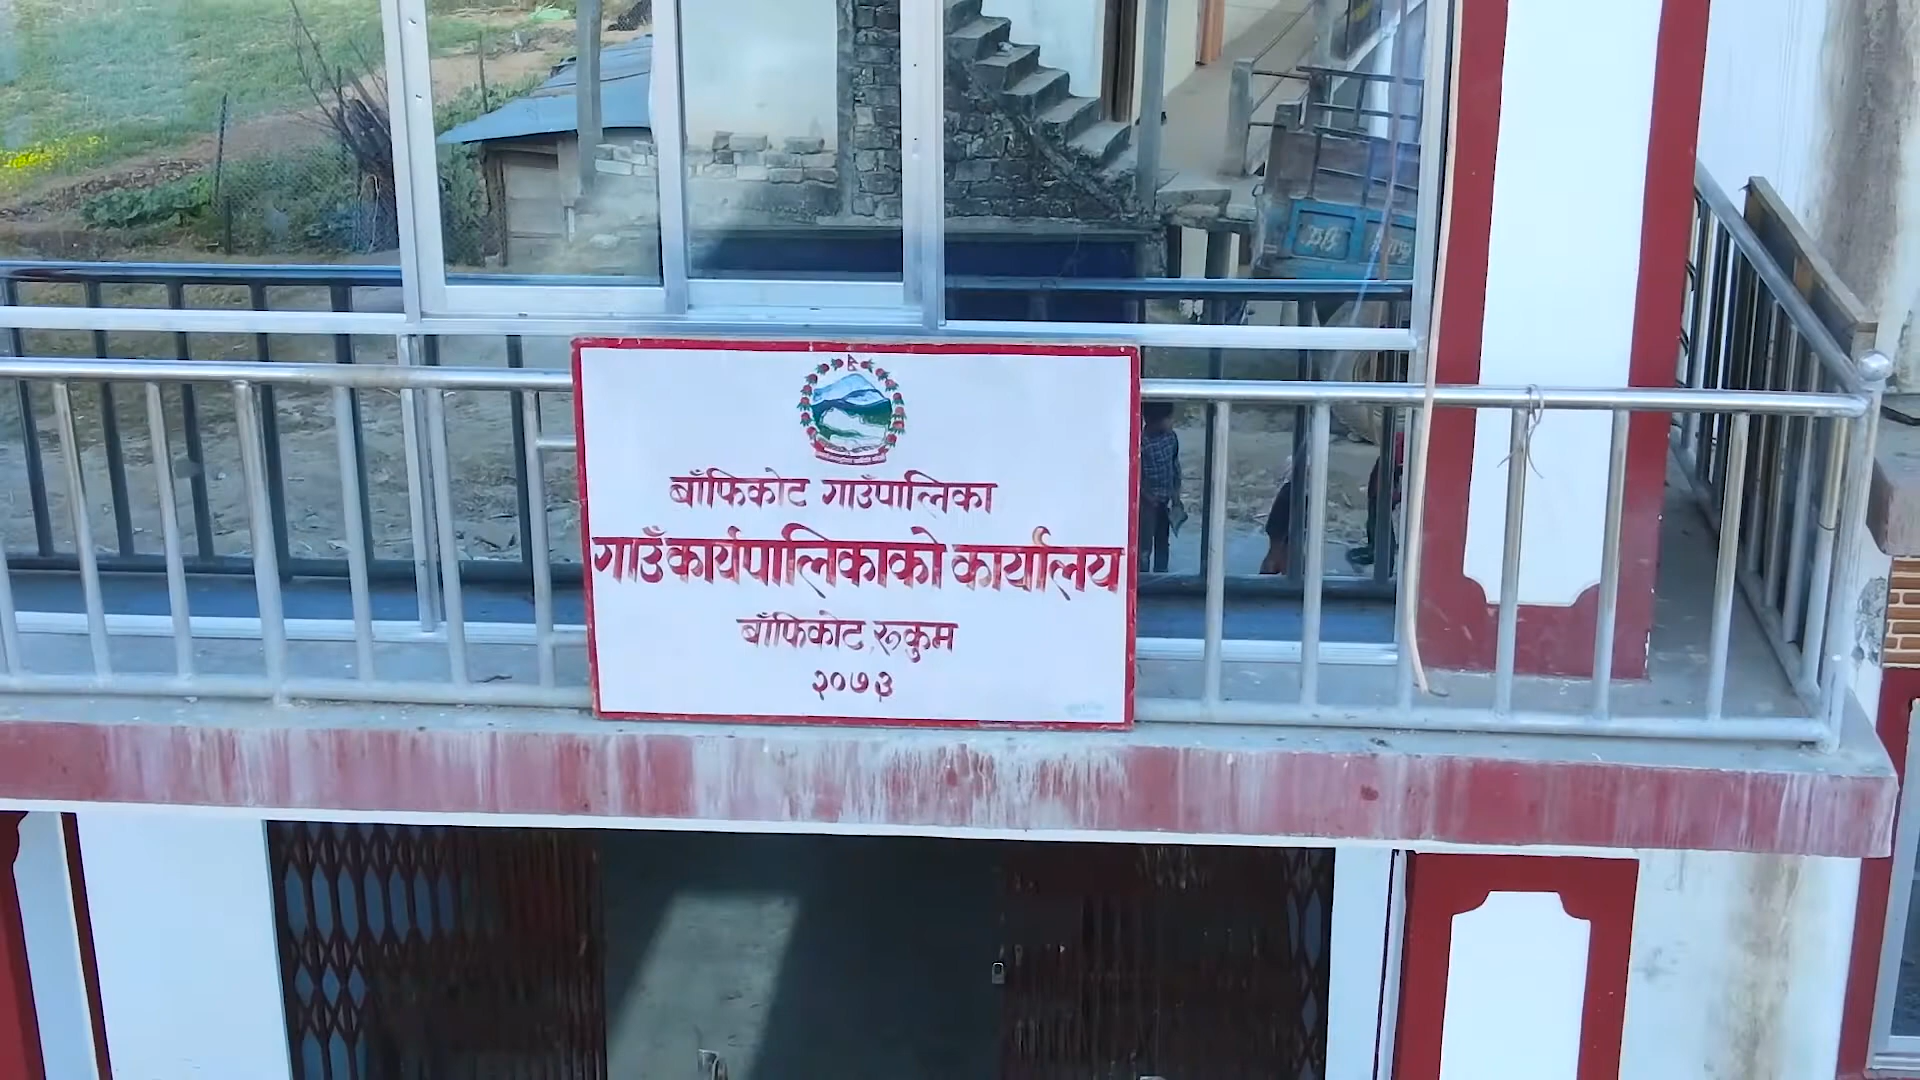 बाँफिकोट गाउँपालिका
गाउँकार्यपालिकाको कार्यालय
बाँफिकोट, रूकुम
२०७३